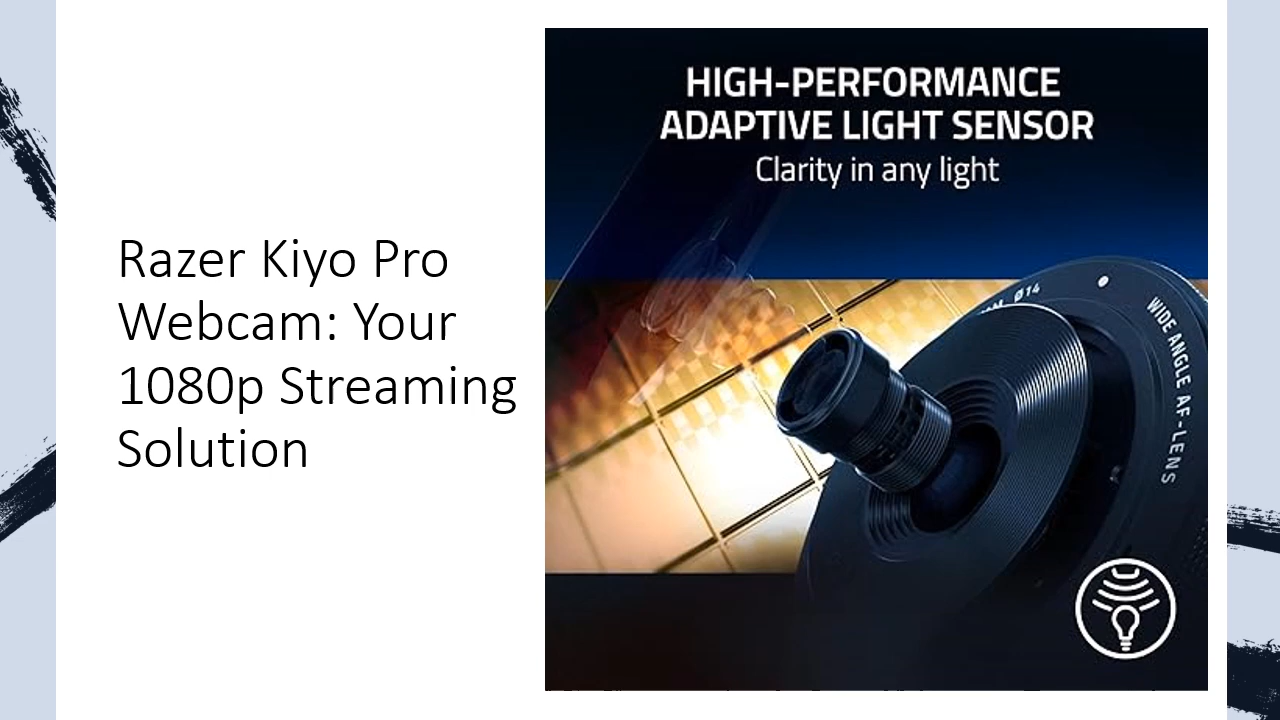 Razer Kiyo Pro
Webcam: Your
1080p Streaming
Solution
HIGH-PERFORMANCE
ADAPTIVE LIGHT SENSOR
Clarity in any light
Ø14
WIDE ANGLE AF-LENS